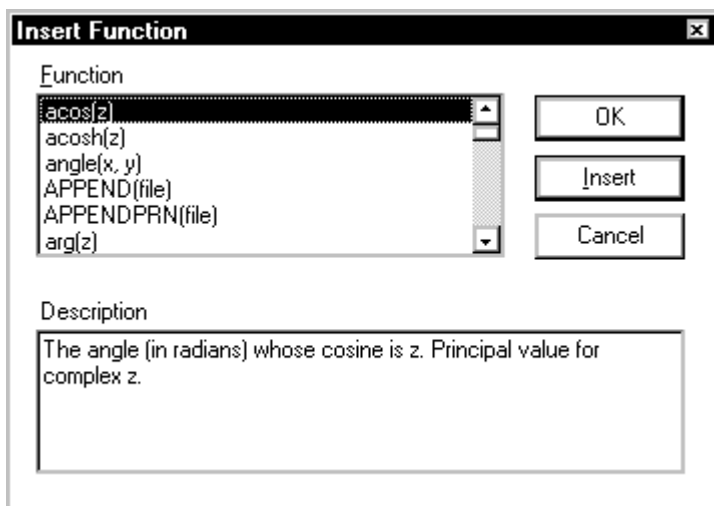 Insert Function
Function
acos(z)
acosh(z)
angle(x, y)
APPEND(file)
APPENDPRN(file)
arg(z)
OK
Insert
Cancel
Description
The angle (in radians) whose cosine is z. Principal value for
complex z.